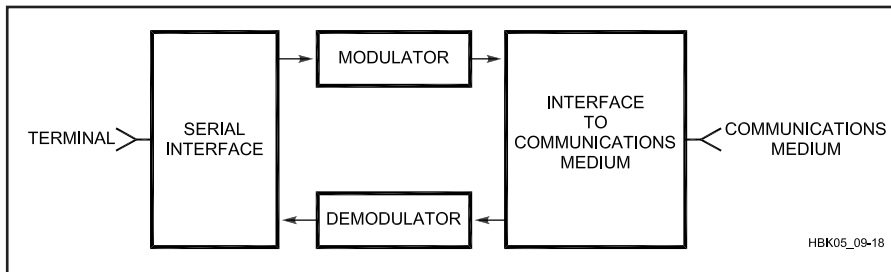 TERMINAL
SERIAL
INTERFACE
MODULATOR
DEMODULATOR
INTERFACE
TO
COMMUNICATIONS
MEDIUM
COMMUNICATIONS
MEDIUM
HBK05_09-18